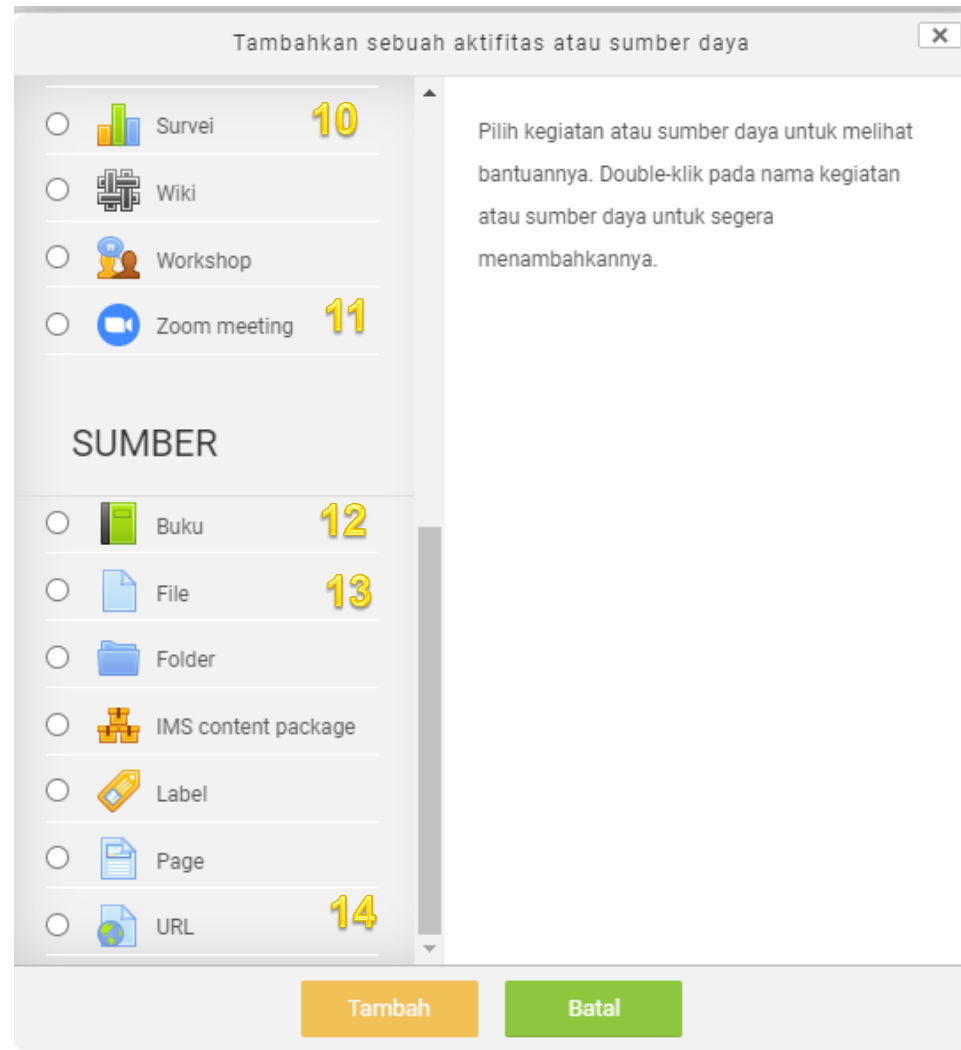 Tambahkan sebuah aktifitas atau sumber daya
Survei 10
Wiki
Workshop
Zoom meeting 11
SUMBER
Buku 12
File 13
Folder
IMS content package
Label
Page
URL 14
Pilih kegiatan atau sumber daya untuk melihat
bantuannya. Double-klik pada nama kegiatan
atau sumber daya untuk segera
menambahkannya.
Tambah
Batal